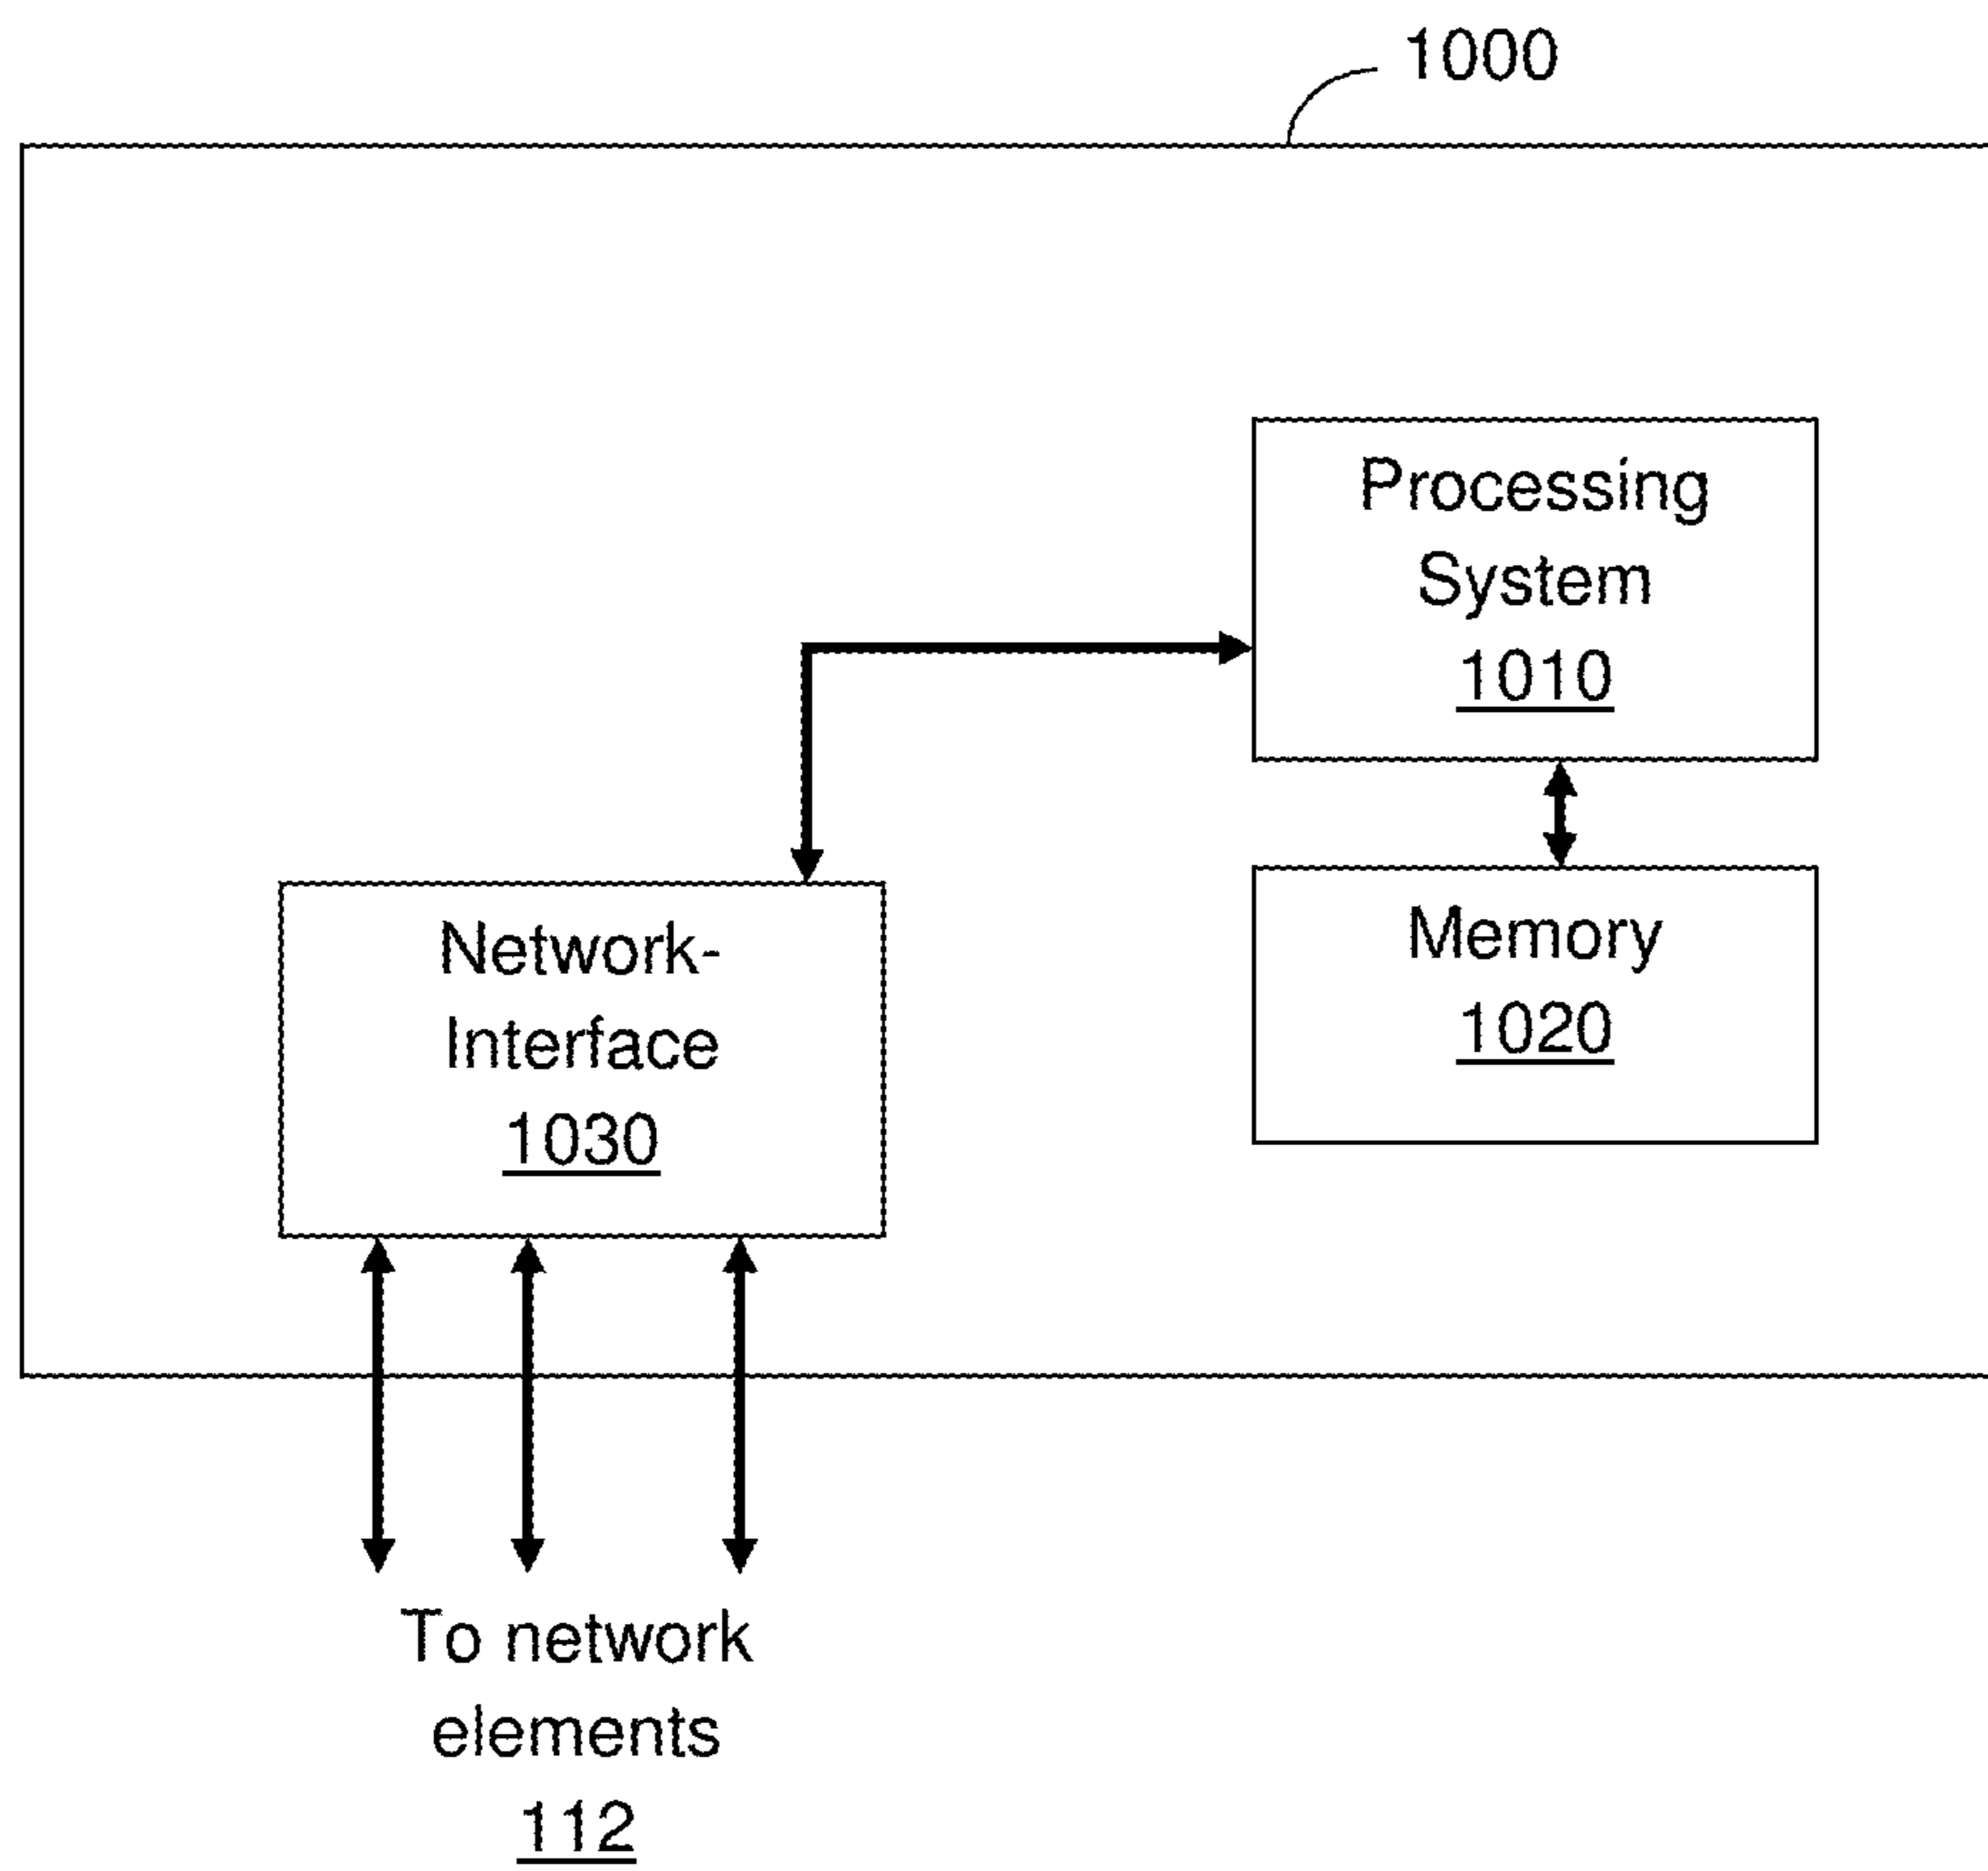 1000
Processing
System
1010
Network-
Interface
1030
Memory
1020
To network
elements
112